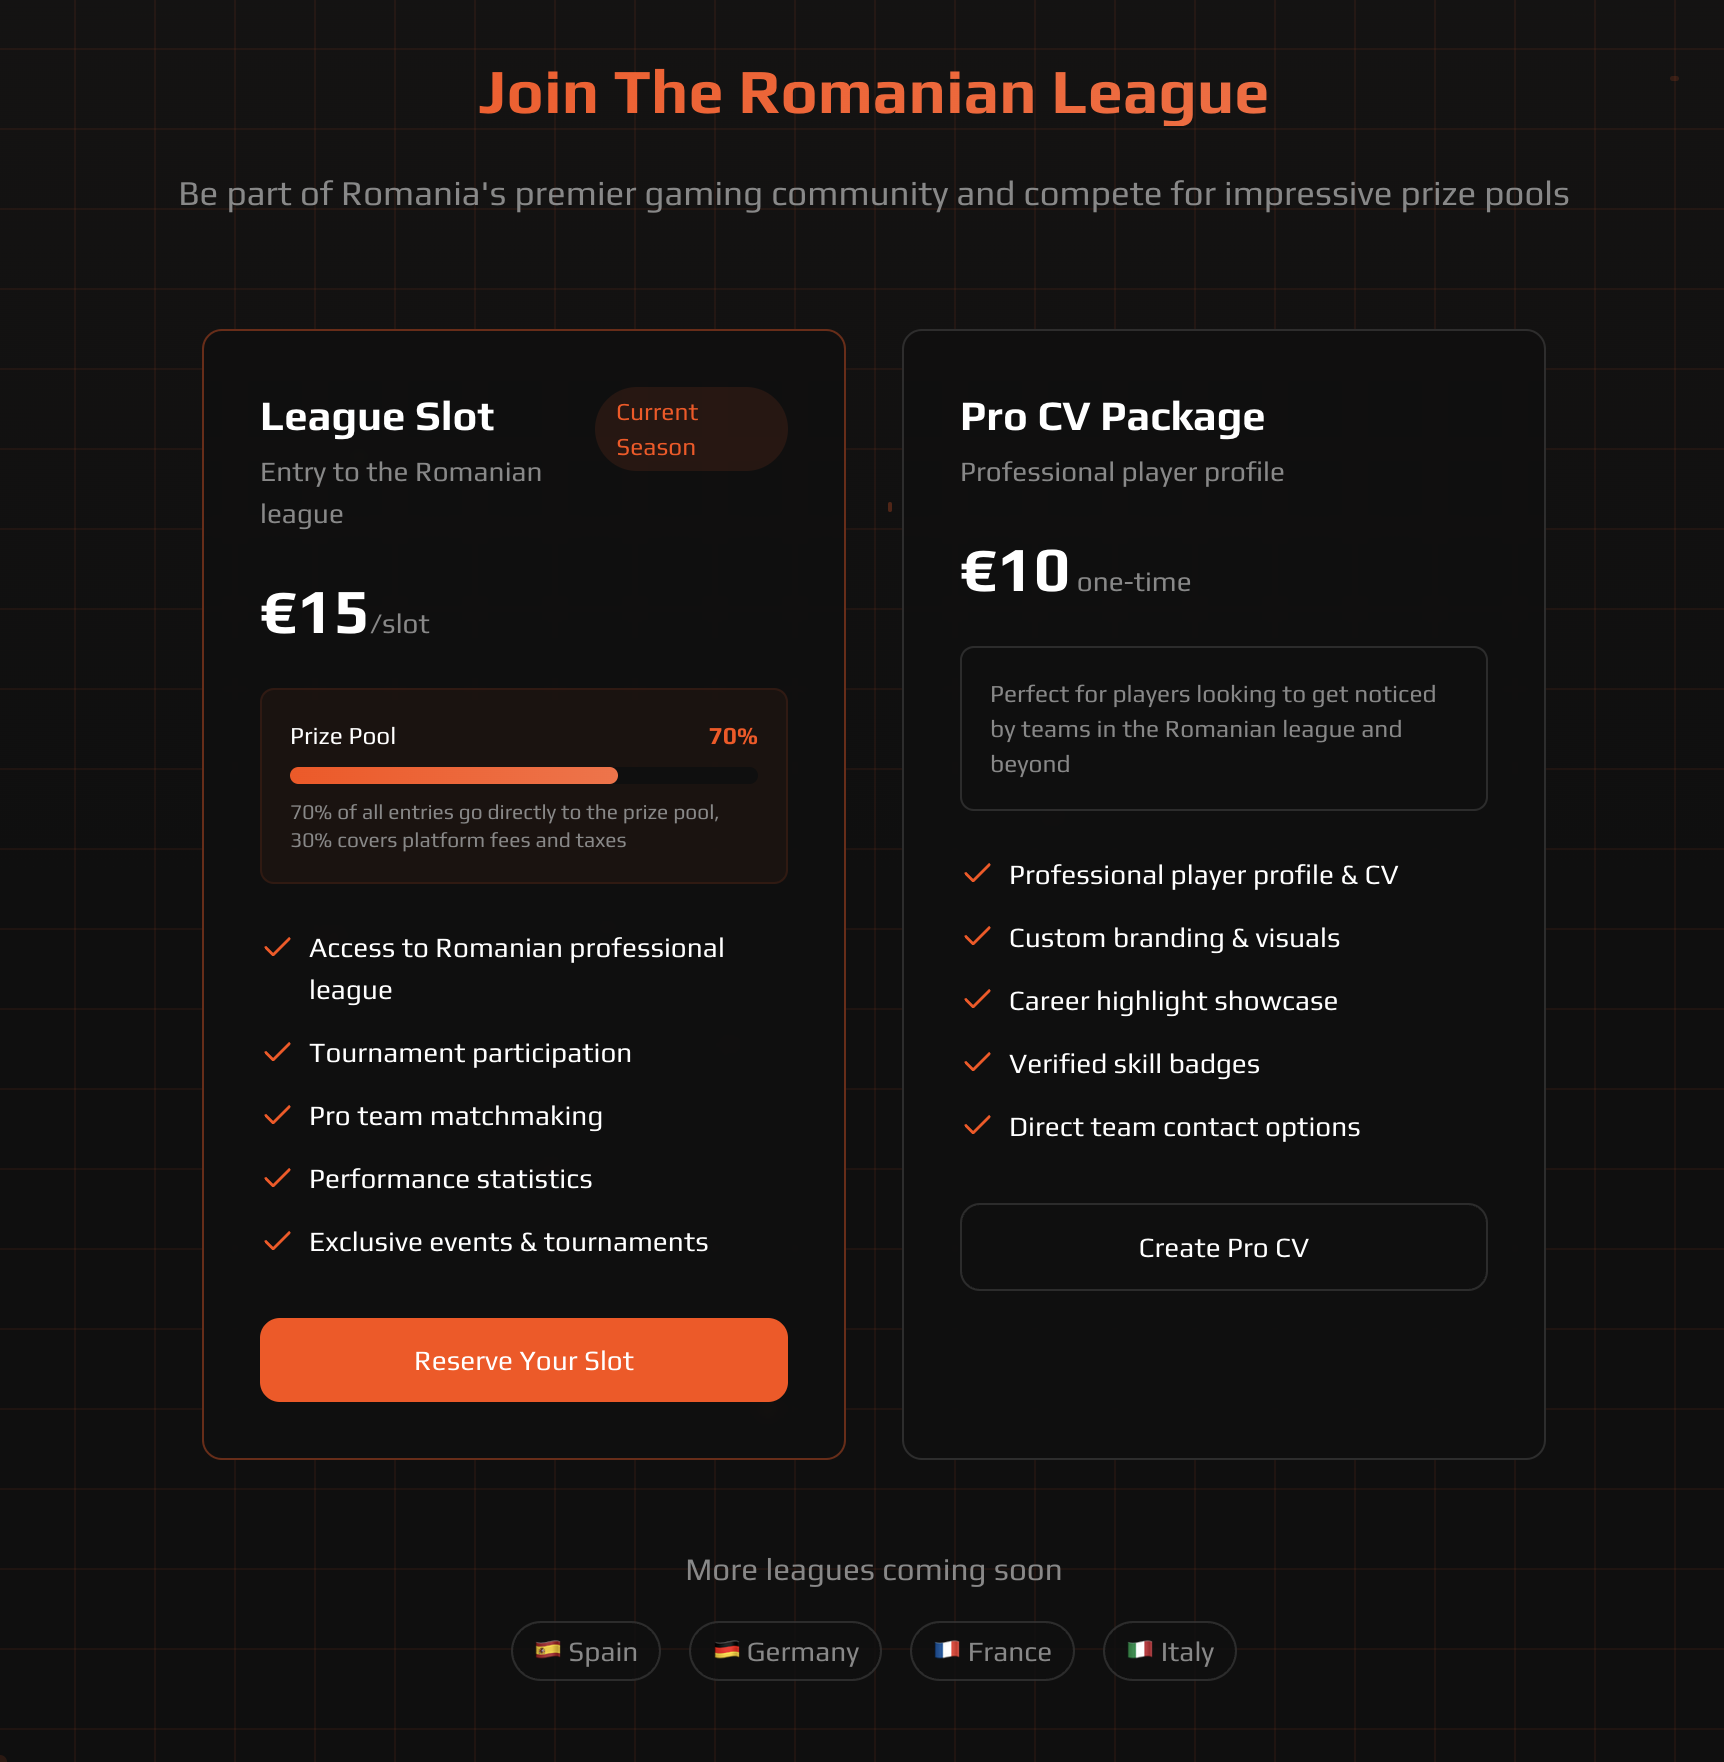 Join The Romanian League
Be part of Romania's premier gaming community and compete for impressive prize pools
League Slot
Current
Season
Entry to the Romanian
league
€15/slot
Prize Pool 70%
70% of all entries go directly to the prize pool,
30% covers platform fees and taxes
Access to Romanian professional
league
Tournament participation
Pro team matchmaking
Performance statistics
Exclusive events & tournaments
Reserve Your Slot
Pro CV Package
Professional player profile
€10 one-time
Perfect for players looking to get noticed
by teams in the Romanian league and
beyond
Professional player profile & CV
Custom branding & visuals
Career highlight showcase
Verified skill badges
Direct team contact options
Create Pro CV
More leagues coming soon
Spain Germany France Italy